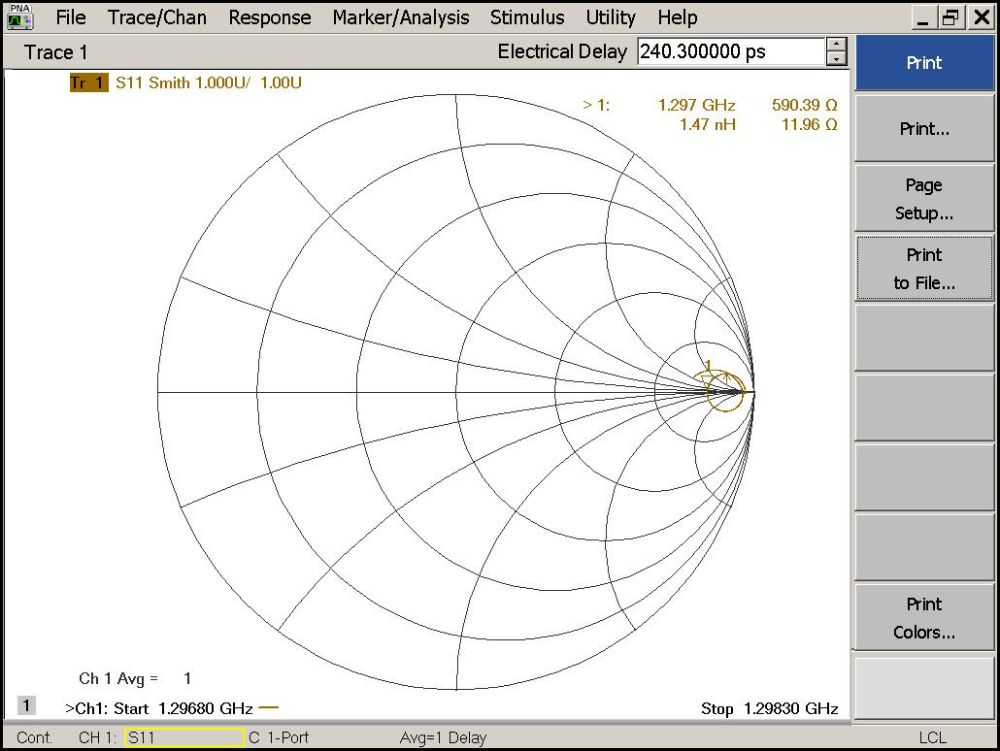 PNA
File Trace/Chan Response Marker/Analysis Stimulus Utility Help
Trace 1
Electrical Delay 240.300000 ps
Print
Tr 1 S11 Smith 1.000U/ 1.00U
> 1: 1.297 GHz 590.39 Ω
1.47 nH 11.96 Ω
Print...
Page
Setup...
Print
to File...
1
Print
Colors...
Ch 1 Avg = 1
1 >Ch1: Start 1.29680 GHz Stop 1.29830 GHz
Cont. CH 1: S11 C 1-Port Avg=1 Delay LCL